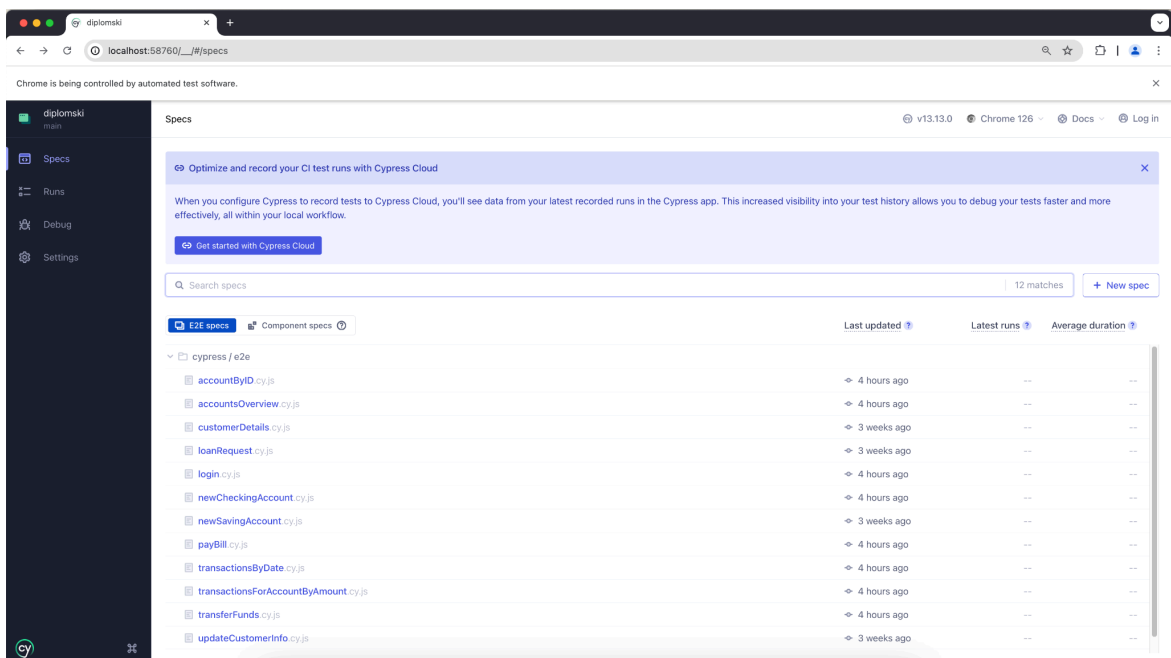 diplomski
localhost:58760/__/#/specs
Chrome is being controlled by automated test software.
diplomski
main
Specs
v13.13.0 Chrome 126 Docs Log in
Specs
Runs
Debug
Settings
Optimize and record your CI test runs with Cypress Cloud
When you configure Cypress to record tests to Cypress Cloud, you'll see data from your latest recorded runs in the Cypress app. This increased visibility into your test history allows you to debug your tests faster and more
effectively, all within your local workflow.
Get started with Cypress Cloud
Search specs 12 matches + New spec
E2E specs Component specs Last updated Latest runs Average duration
cypress / e2e
accountByID.cy.js 4 hours ago -- --
accountsOverview.cy.js 4 hours ago -- --
customerDetails.cy.js 3 weeks ago -- --
loanRequest.cy.js 3 weeks ago -- --
login.cy.js 4 hours ago -- --
newCheckingAccount.cy.js 4 hours ago -- --
newSavingAccount.cy.js 3 weeks ago -- --
payBill.cy.js 4 hours ago -- --
transactionsByDate.cy.js 4 hours ago -- --
transactionsForAccountByAmount.cy.js 4 hours ago -- --
transferFunds.cy.js 4 hours ago -- --
updateCustomerInfo.cy.js 3 weeks ago -- --
cy